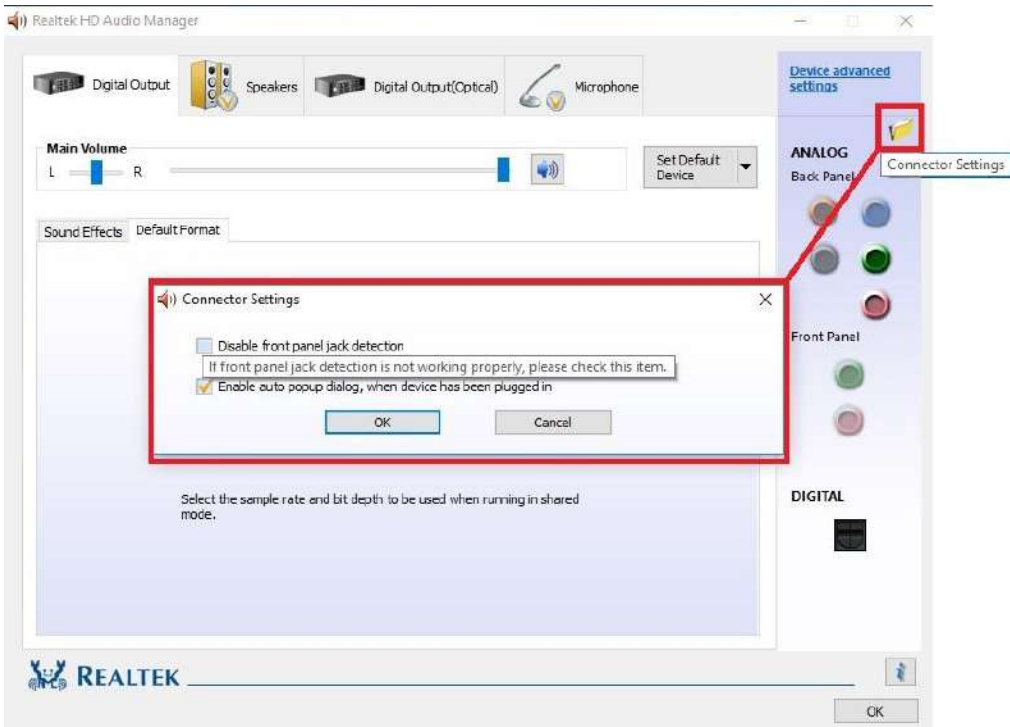 Realtek HD Audio Manager
Digital Output
Speakers
Digital Output(Optical)
Microphone
Device advanced
settings
Main Volume
L
R
Set Default
Device
ANALOG
Connector Settings
Back Panel
Sound Effects
Default Format
Connector Settings
Disable front panel jack detection
If front panel jack detection is not working properly, please check this item.
Enable auto popup dialog, when device has been plugged in
OK
Cancel
Front Panel
Select the sample rate and bit depth to be used when running in shared
mode.
DIGITAL
REALTEK
i
OK